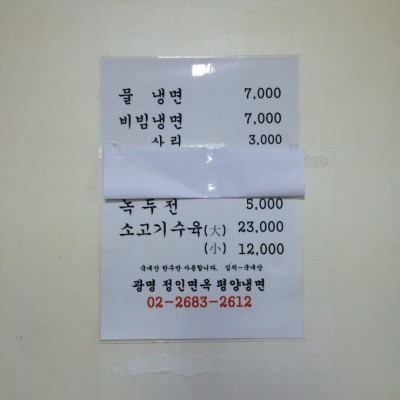 물 냉면 7,000
비빔냉면 7,000
사리 3,000
녹두전 5,000
소고기수육(大) 23,000
(小) 12,000
국내산 한우만 사용합니다. 김치-국내산
광명 정인면옥 평양냉면
02-2683-2612